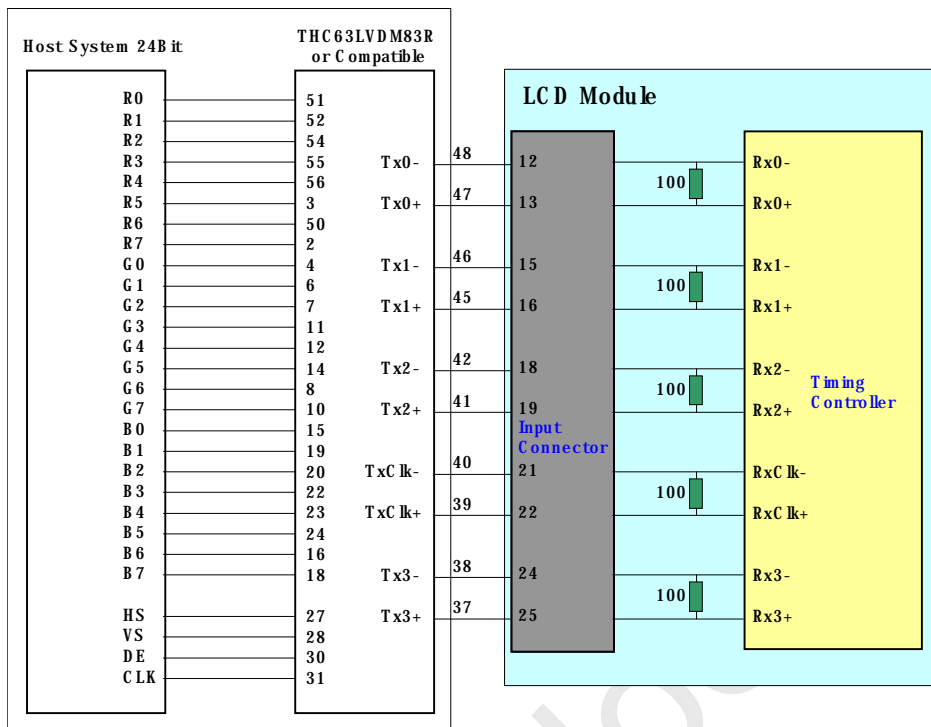 Host System 24Bit
THC63LVDM83R
or Compatible
LCD Module
R0 51
R1 52
R2 54
R3 55
R4 56
R5 3
R6 50
R7 2
G0 4
G1 6
G2 7
G3 11
G4 12
G5 14
G6 8
G7 10
B0 15
B1 19
B2 20
B3 22
B4 23
B5 24
B6 16
B7 18
HS 27
VS 28
DE 30
CLK 31
Tx0- 48 12 Rx0-
100
Tx0+ 47 13 Rx0+
Tx1- 46 15 Rx1-
100
Tx1+ 45 16 Rx1+
Tx2- 42 18 Rx2-
100
Tx2+ 41 19 Rx2+
Input
Connector
Timing
Controller
TxClk- 40 21 RxClk-
100
TxClk+ 39 22 RxClk+
Tx3- 38 24 Rx3-
100
Tx3+ 37 25 Rx3+